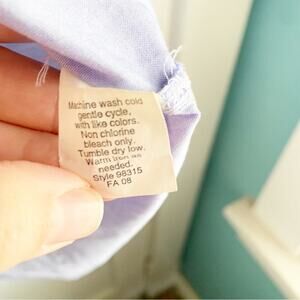 Machine wash cold
gentle cycle,
with like colors.
Non chlorine
bleach only.
Tumble dry low.
Warm iron as
needed.
Style 98315
FA 08